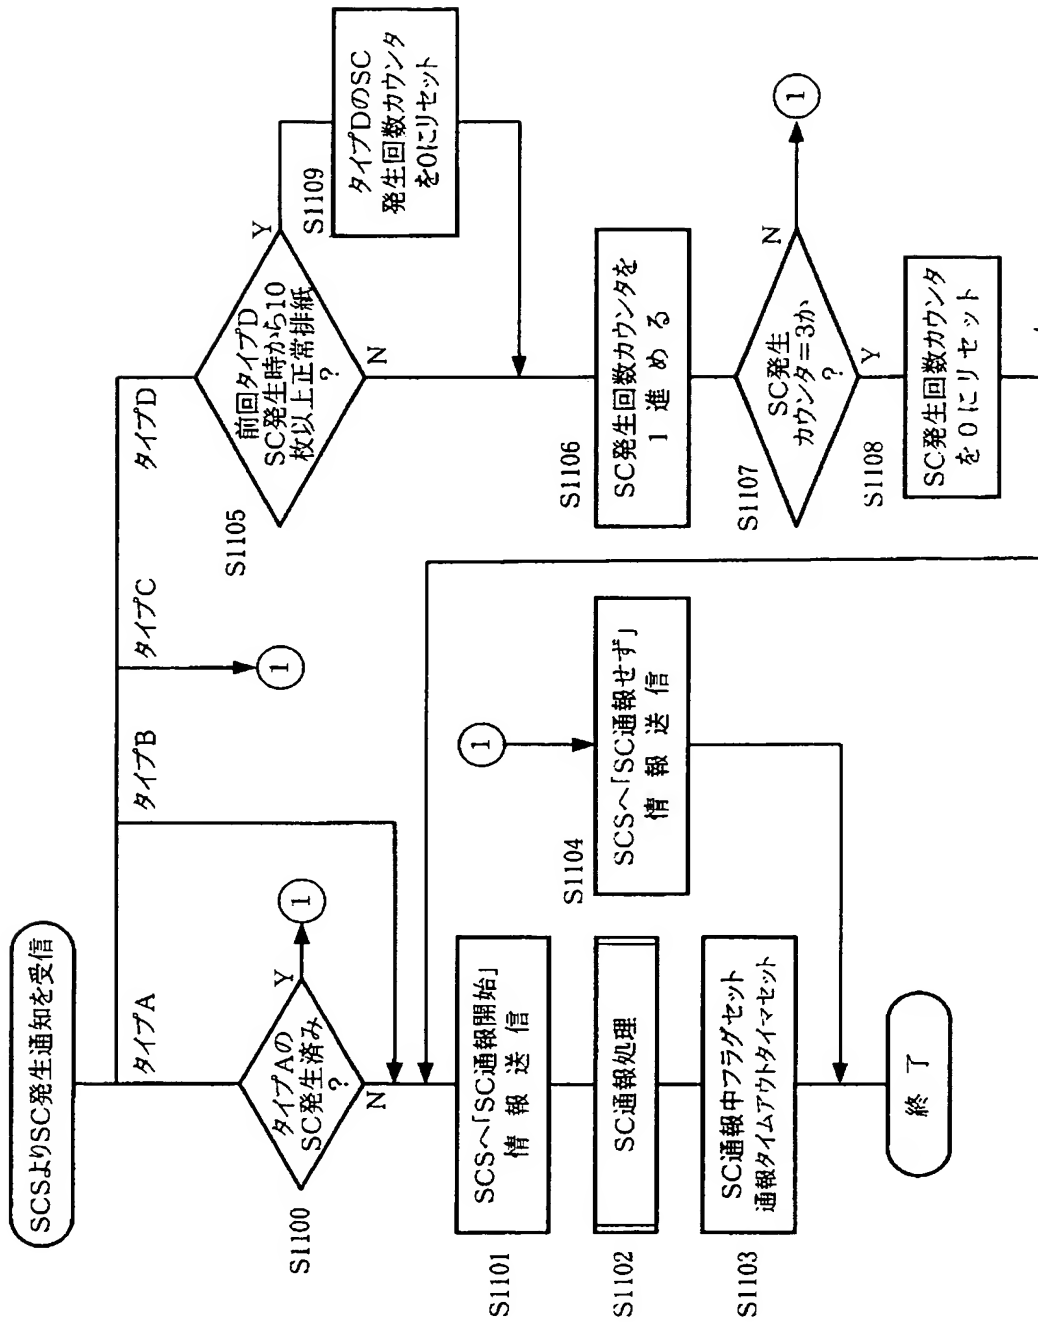 SCSよりSC発生通知を受信
タイプA
タイプB
タイプC
タイプD
S1100
タイプAの
SC発生済み
?
Y
1
N
S1101
SCSへ「SC通報開始」
情報送信
S1102
SC通報処理
S1103
SC通報中フラグセット
通報タイムアウトタイマセット
終了
1
S1104
SCSへ「SC通報せず」
情報送信
1
S1105
前回タイプD
SC発生時から10
枚以上正常排紙
?
Y
N
S1109
タイプDのSC
発生回数カウンタ
を0にリセット
S1106
SC発生回数カウンタを
1進める
S1107
SC発生
カウンタ=3か
?
N
1
Y
S1108
SC発生回数カウンタ
を0にリセット